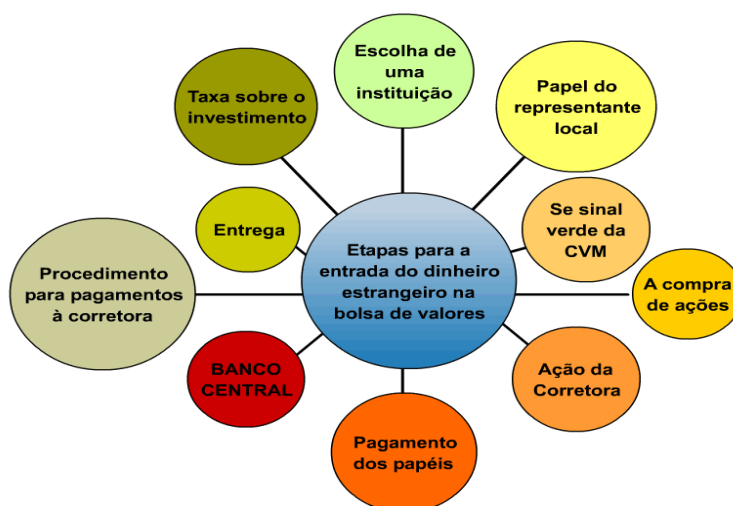 Escolha de
uma
instituição
Papel do
representante
local
Se sinal
verde da
CVM
A compra
de ações
Ação da
Corretora
Pagamento
dos papéis
BANCO
CENTRAL
Procedimento
para pagamentos
à corretora
Entrega
Taxa sobre o
investimento
Etapas para a
entrada do dinheiro
estrangeiro na
bolsa de valores